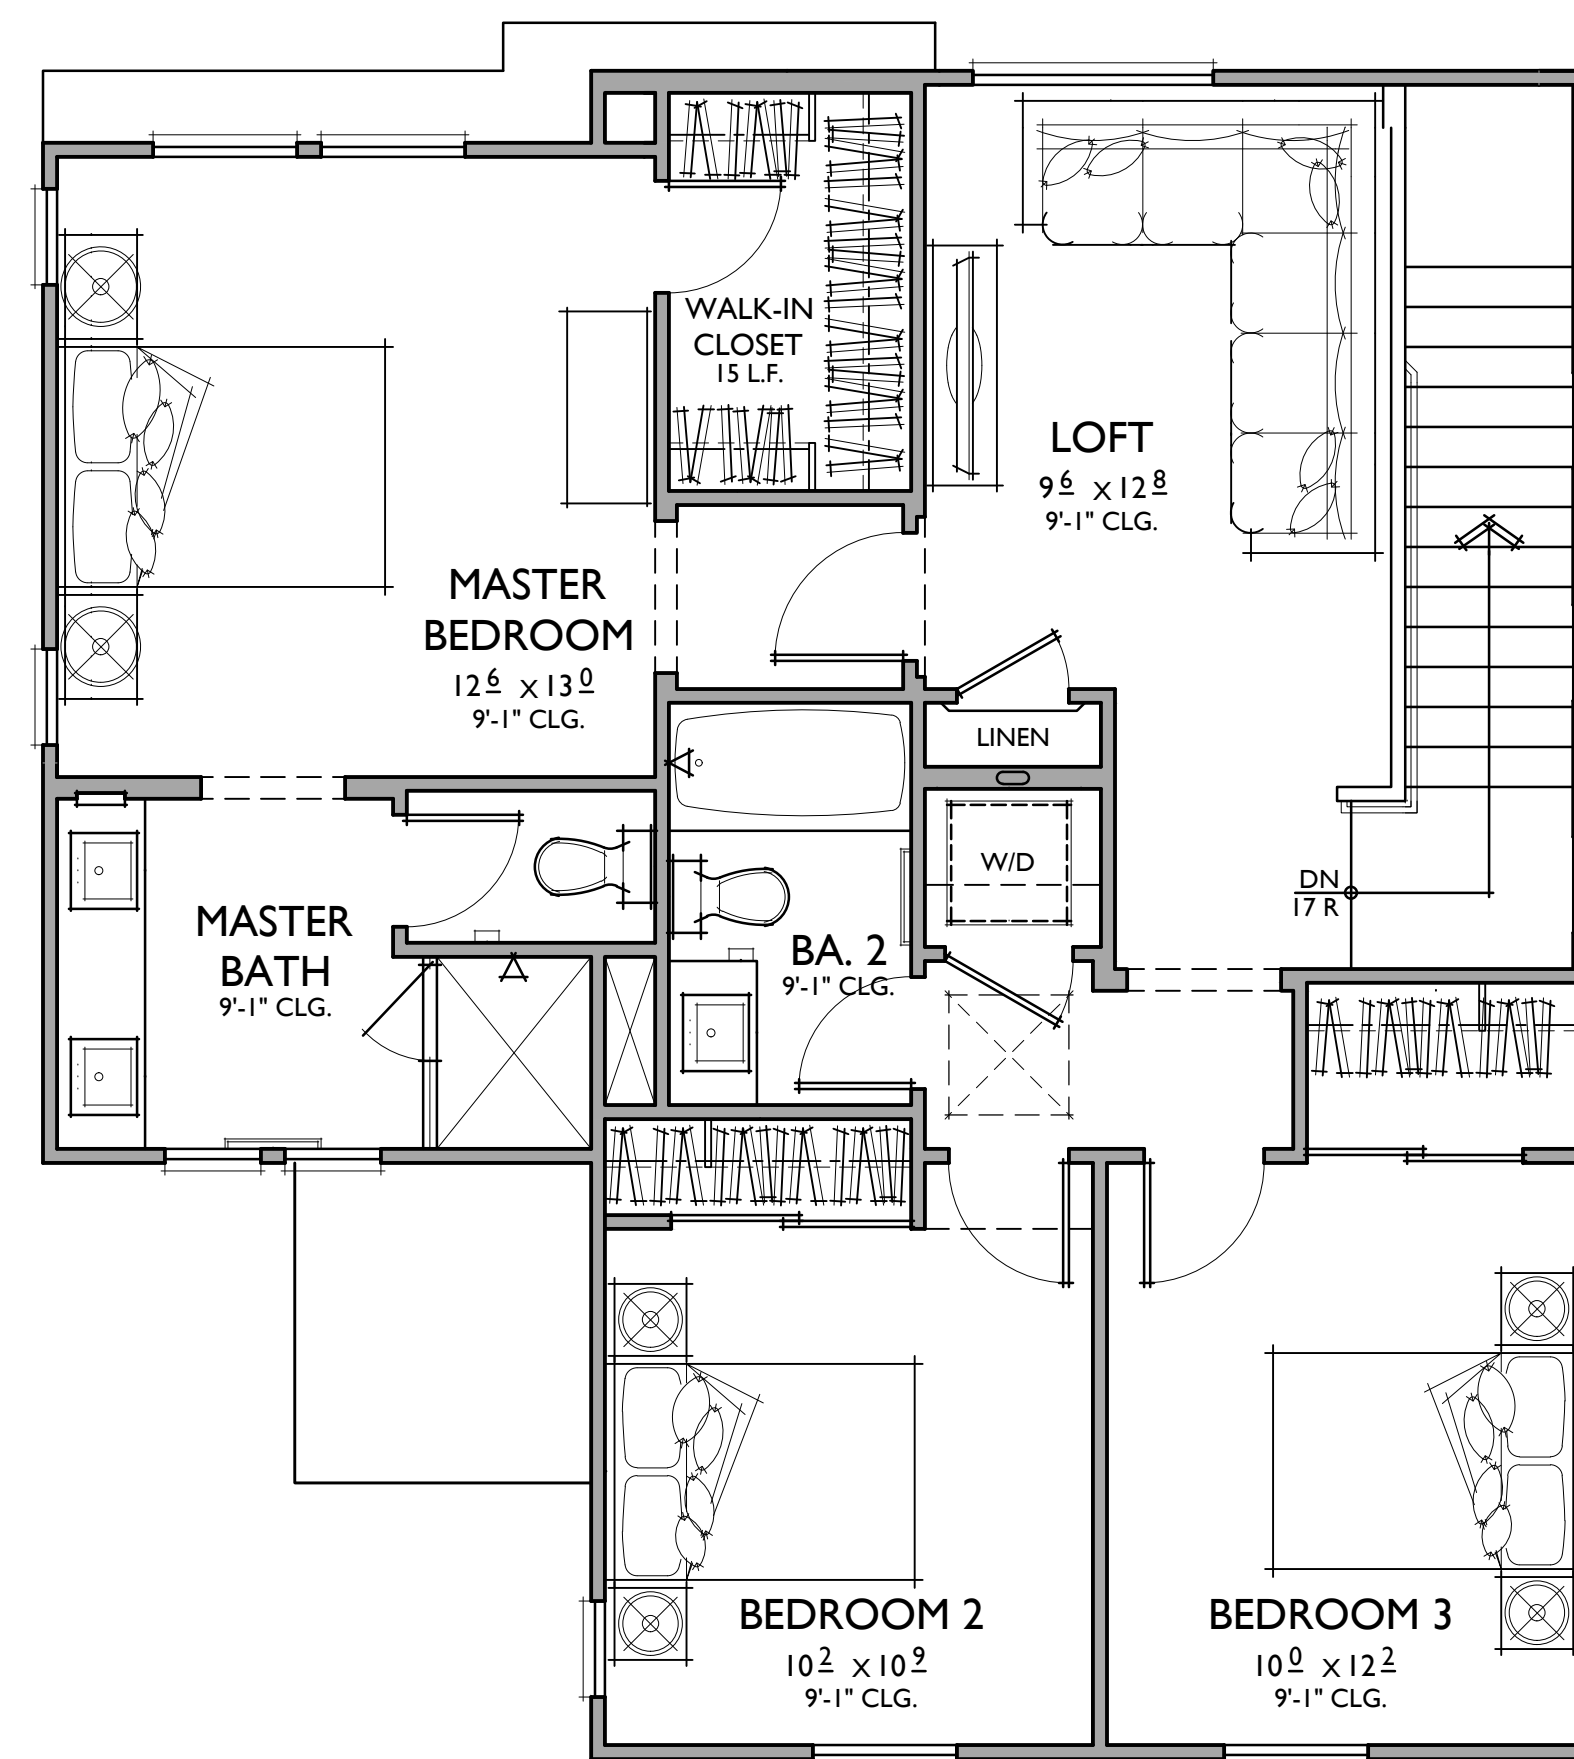 WALK-IN
CLOSET
15 L.F.
LOFT
9 6 X 12 8
9'-1" CLG.
MASTER
BEDROOM
12 6 X 13 0
9'-1" CLG.
LINEN
W/D
DN
17 R
MASTER
BATH
9'-1" CLG.
BA. 2
9'-1" CLG.
BEDROOM 2
10 2 X 10 9
9'-1" CLG.
BEDROOM 3
10 0 X 12 2
9'-1" CLG.